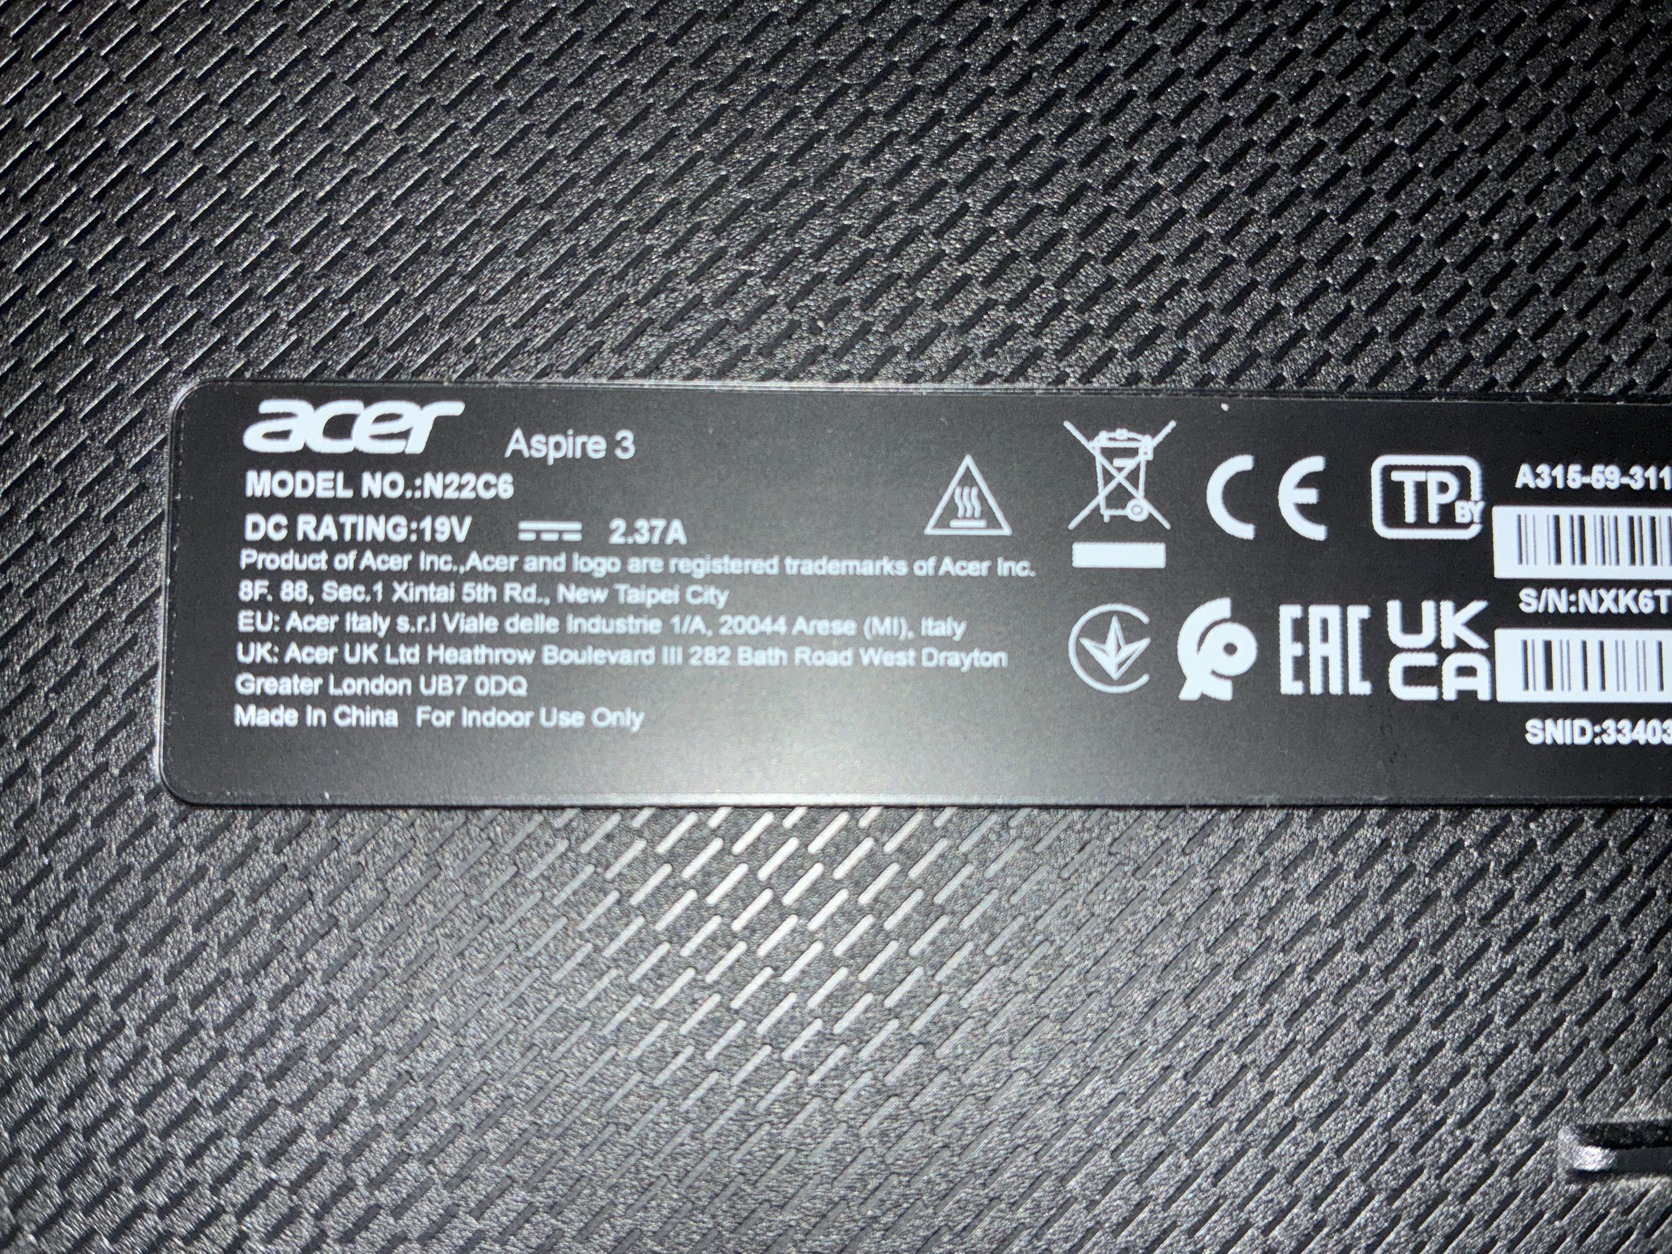 acer Aspire 3
MODEL NO.:N22C6
DC RATING:19V 2.37A
Product of Acer Inc.,Acer and logo are registered trademarks of Acer Inc.
8F. 88, Sec.1 Xintai 5th Rd., New Taipei City
EU: Acer Italy s.r.l Viale delle Industrie 1/A, 20044 Arese (MI), Italy
UK: Acer UK Ltd Heathrow Boulevard III 282 Bath Road West Drayton
Greater London UB7 0DQ
Made In China For Indoor Use Only
CE
TP BY
EAC
UK
CA
A315-59-311
S/N:NXK6T
SNID:33403